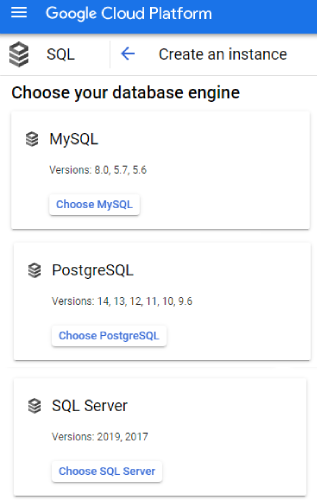 Google Cloud Platform
SQL
Create an instance
Choose your database engine
MySQL
Versions: 8.0, 5.7, 5.6
Choose MySQL
PostgreSQL
Versions: 14, 13, 12, 11, 10, 9.6
Choose PostgreSQL
SQL Server
Versions: 2019, 2017
Choose SQL Server